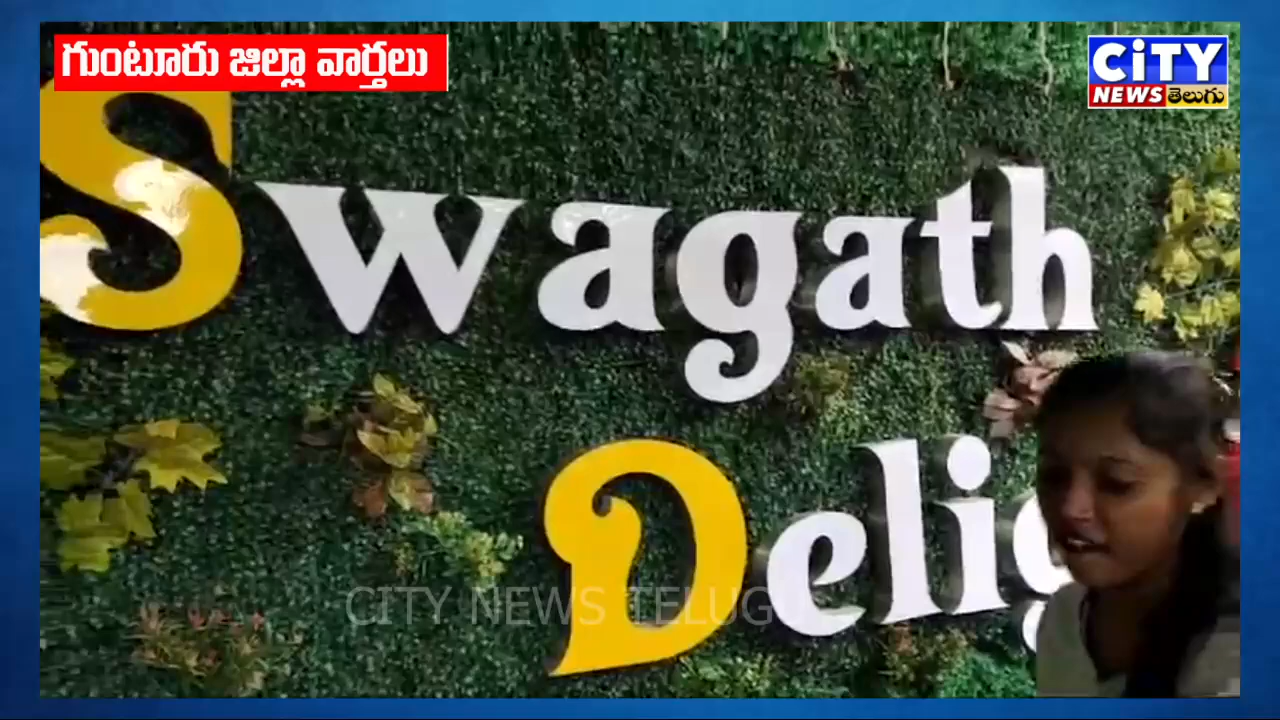 గుంటూరు జిల్లా వార్తలు
CiTY
NEWS తెలుగు
Swagath
Delig
CITY NEWS TELUGU